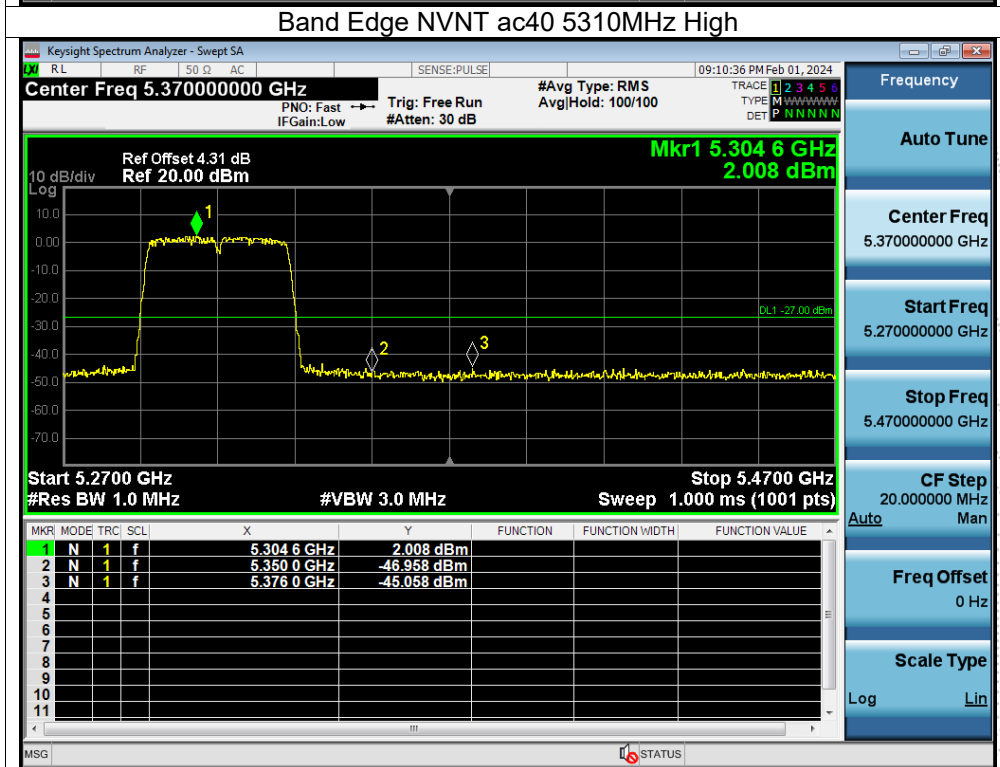 Band Edge NVNT ac40 5310MHz High
Keysight Spectrum Analyzer - Swept SA
LXI RL RF 50 Ω AC SENSE:PULSE 09:10:36 PM Feb 01, 2024
Center Freq 5.370000000 GHz #Avg Type: RMS TRACE 1 2 3 4 5 6
PNO: Fast Trig: Free Run Avg|Hold: 100/100 TYPE M WWWWW
IFGain:Low #Atten: 30 dB DET P N N N N N
Frequency
Auto Tune
Center Freq
5.370000000 GHz
Start Freq
5.270000000 GHz
Stop Freq
5.470000000 GHz
CF Step
20.000000 MHz
Auto Man
Freq Offset
0 Hz
Scale Type
Log Lin
Mkr1 5.304 6 GHz
2.008 dBm
Ref Offset 4.31 dB
10 dB/div Ref 20.00 dBm
Log
10.0
0.00
-10.0
-20.0
-30.0
-40.0
-50.0
-60.0
-70.0
1
2
3
DL1 -27.00 dBm
Start 5.2700 GHz Stop 5.4700 GHz
#Res BW 1.0 MHz #VBW 3.0 MHz Sweep 1.000 ms (1001 pts)
MKR MODE TRC SCL X Y FUNCTION FUNCTION WIDTH FUNCTION VALUE
1 N 1 f 5.304 6 GHz 2.008 dBm
2 N 1 f 5.350 0 GHz -46.958 dBm
3 N 1 f 5.376 0 GHz -45.058 dBm
4
5
6
7
8
9
10
11
MSG STATUS